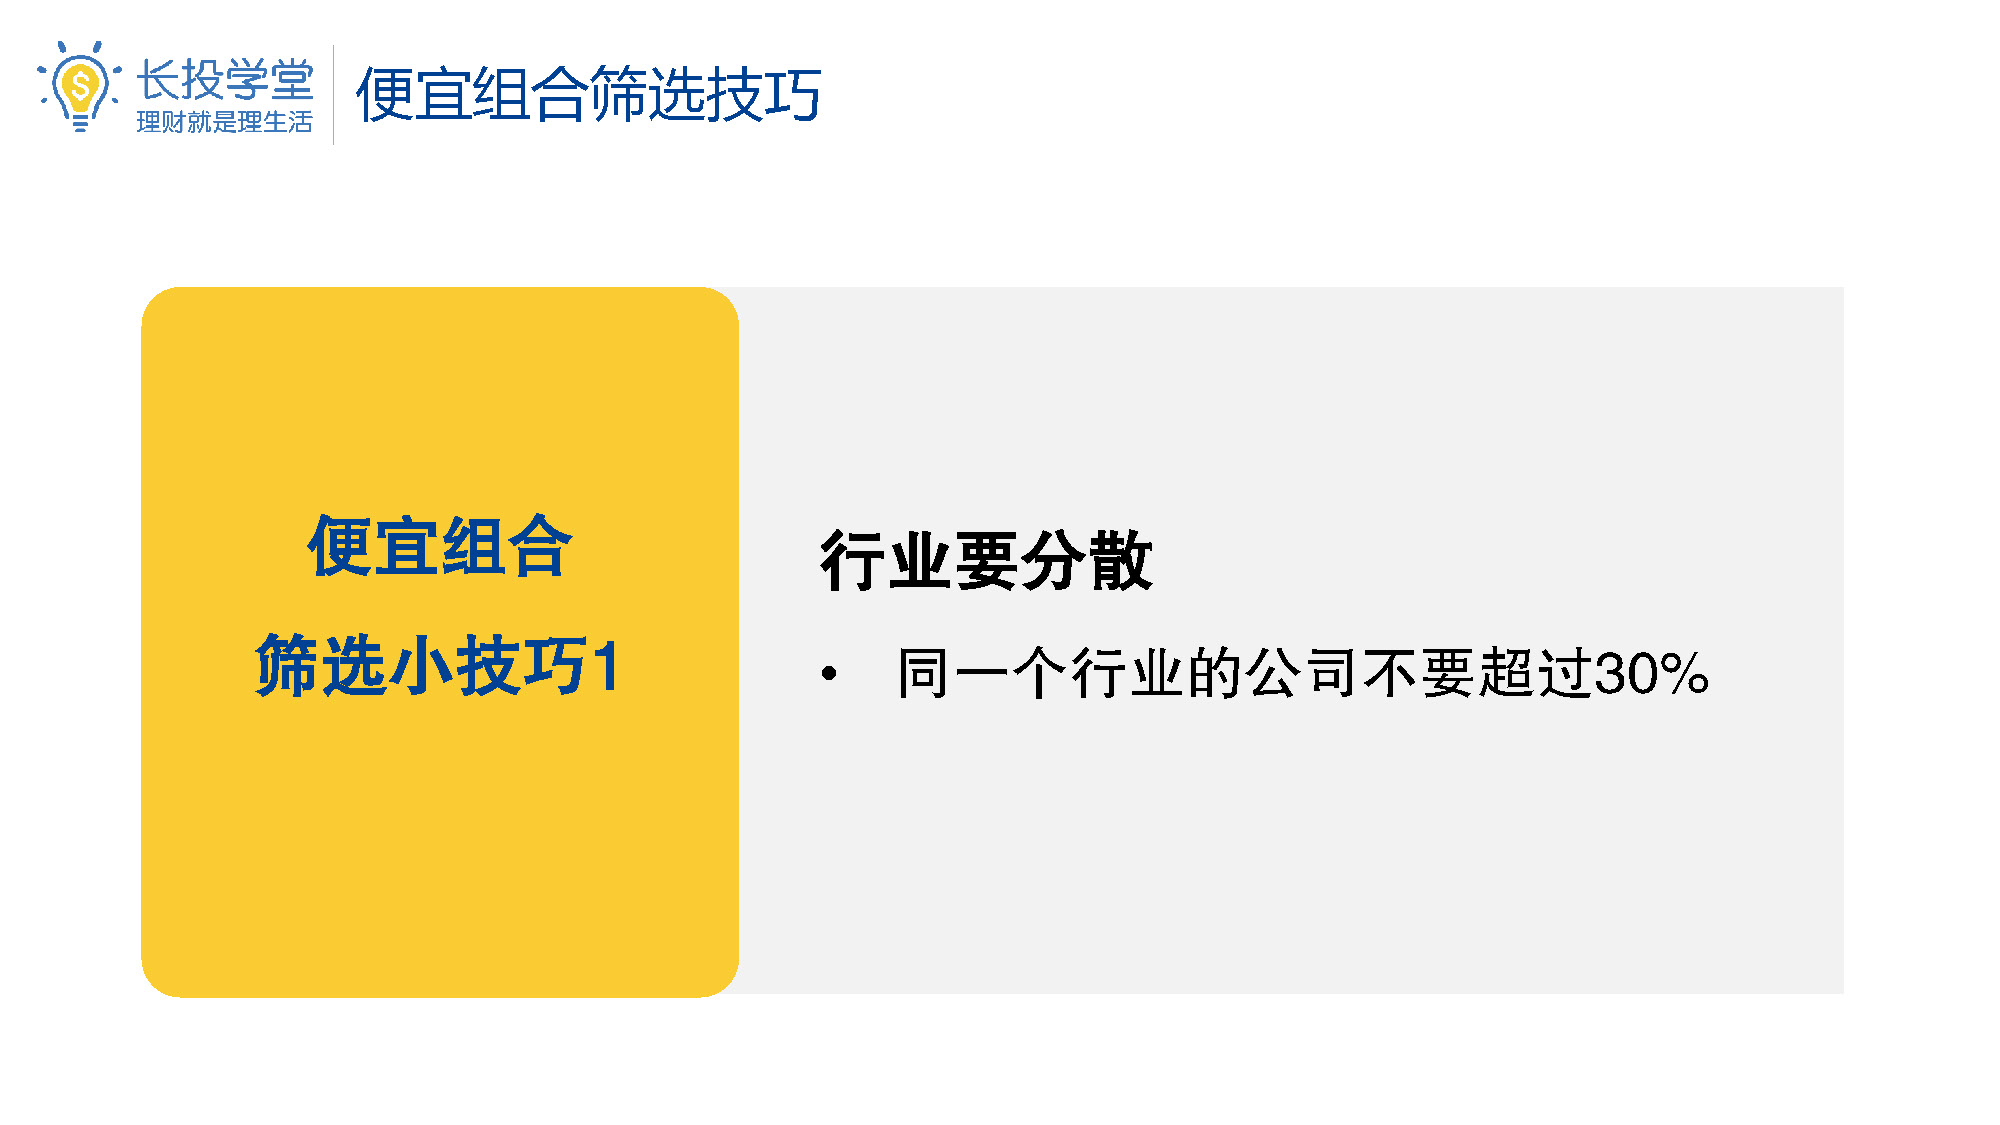 长投学堂
理财就是理生活
便宜组合筛选技巧
便宜组合
筛选小技巧1
行业要分散
• 同一个行业的公司不要超过30%